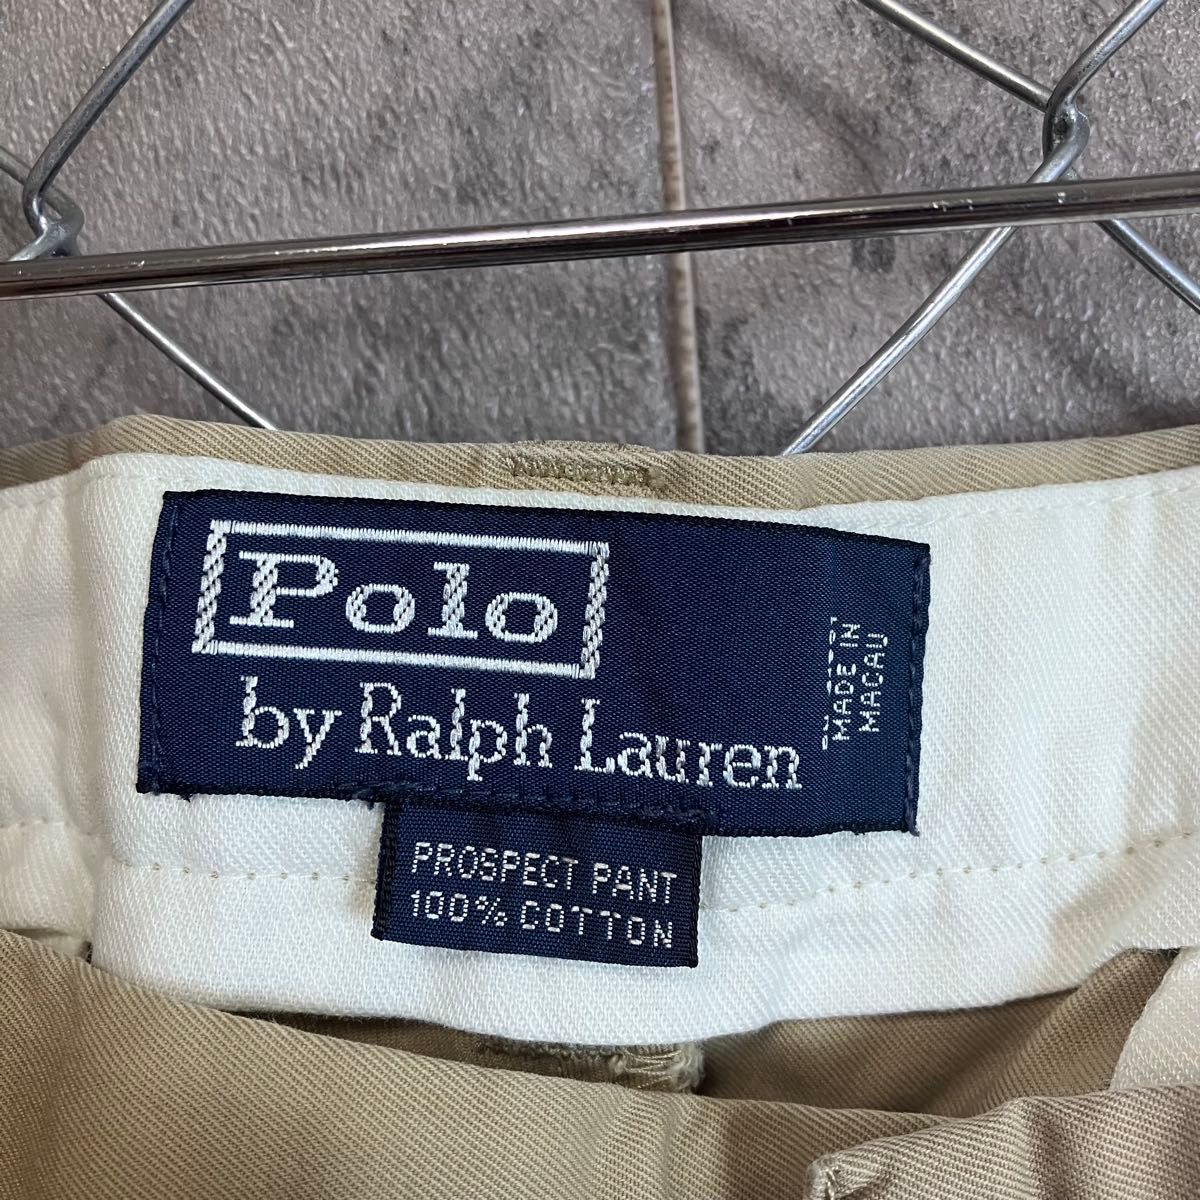 Polo
by Ralph Lauren
MADE IN
MACAU
PROSPECT PANT
100% COTTON